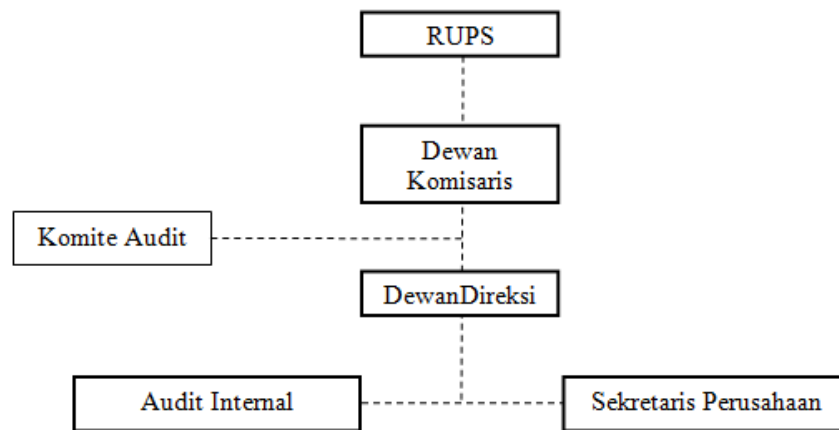 RUPS
Dewan
Komisaris
Komite Audit
DewanDireksi
Audit Internal
Sekretaris Perusahaan